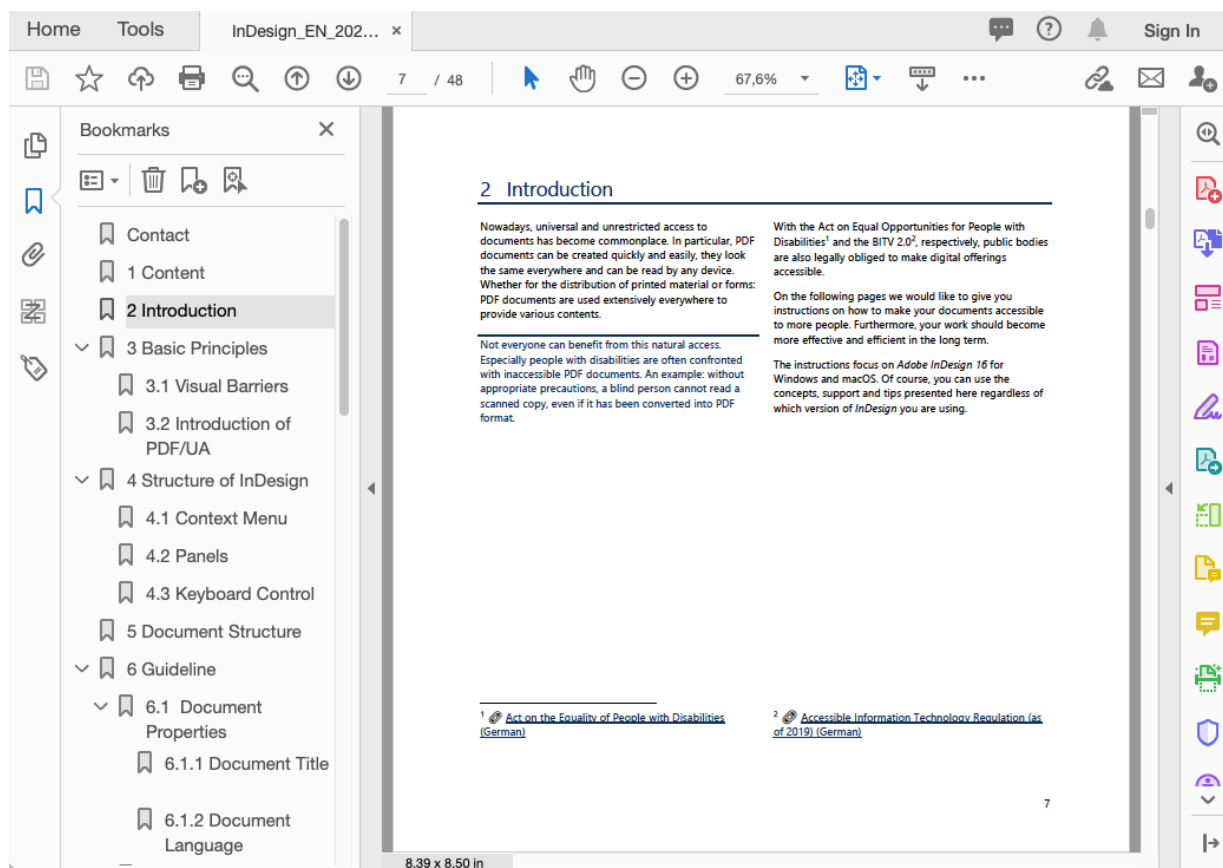 Home Tools InDesign_EN_202... ×
? Sign In
7 / 48 67,6%
Bookmarks
Contact
1 Content
2 Introduction
3 Basic Principles
3.1 Visual Barriers
3.2 Introduction of
PDF/UA
4 Structure of InDesign
4.1 Context Menu
4.2 Panels
4.3 Keyboard Control
5 Document Structure
6 Guideline
6.1 Document
Properties
6.1.1 Document Title
6.1.2 Document
Language
2 Introduction
Nowadays, universal and unrestricted access to
documents has become commonplace. In particular, PDF
documents can be created quickly and easily, they look
the same everywhere and can be read by any device.
Whether for the distribution of printed material or forms:
PDF documents are used extensively everywhere to
provide various contents.
Not everyone can benefit from this natural access.
Especially people with disabilities are often confronted
with inaccessible PDF documents. An example: without
appropriate precautions, a blind person cannot read a
scanned copy, even if it has been converted into PDF
format.
With the Act on Equal Opportunities for People with
Disabilities¹ and the BITV 2.0², respectively, public bodies
are also legally obliged to make digital offerings
accessible.
On the following pages we would like to give you
instructions on how to make your documents accessible
to more people. Furthermore, your work should become
more effective and efficient in the long term.
The instructions focus on Adobe InDesign 16 for
Windows and macOS. Of course, you can use the
concepts, support and tips presented here regardless of
which version of InDesign you are using.
¹ Act on the Equality of People with Disabilities
(German)
² Accessible Information Technology Regulation (as
of 2019) (German)
7
8,39 x 8,50 in